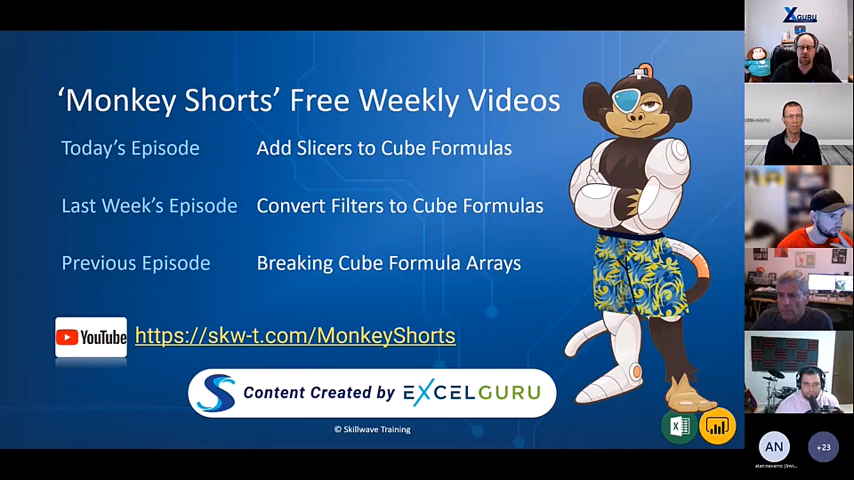 ‘Monkey Shorts’ Free Weekly Videos
Today’s Episode Add Slicers to Cube Formulas
Last Week’s Episode Convert Filters to Cube Formulas
Previous Episode Breaking Cube Formula Arrays
YouTube https://skw-t.com/MonkeyShorts
Content Created by EXCELGURU
© Skillwave Training
XLGURU
AN
+23